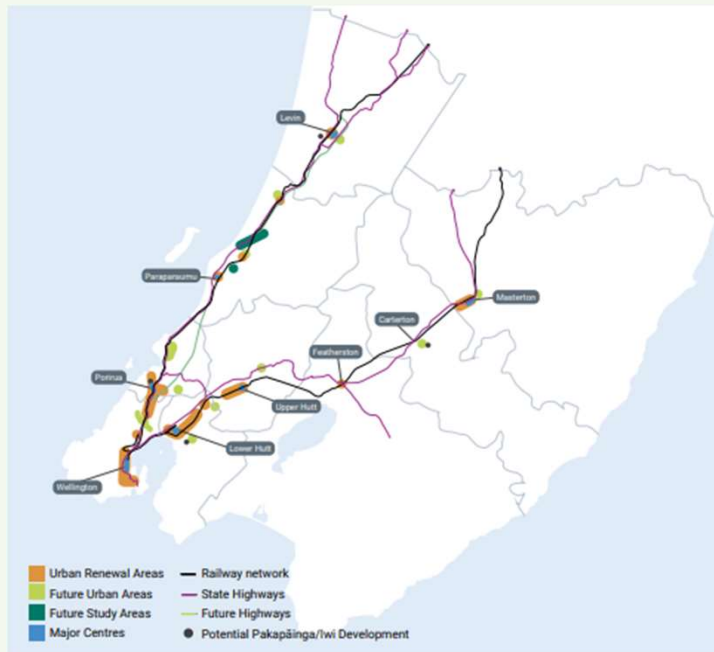 Levin
Paraparaumu
Masterton
Carterton
Featherston
Porirua
Upper Hutt
Lower Hutt
Wellington
Urban Renewal Areas
Future Urban Areas
Future Study Areas
Major Centres
Railway network
State Highways
Future Highways
Potential Pakapāinga/Iwi Development